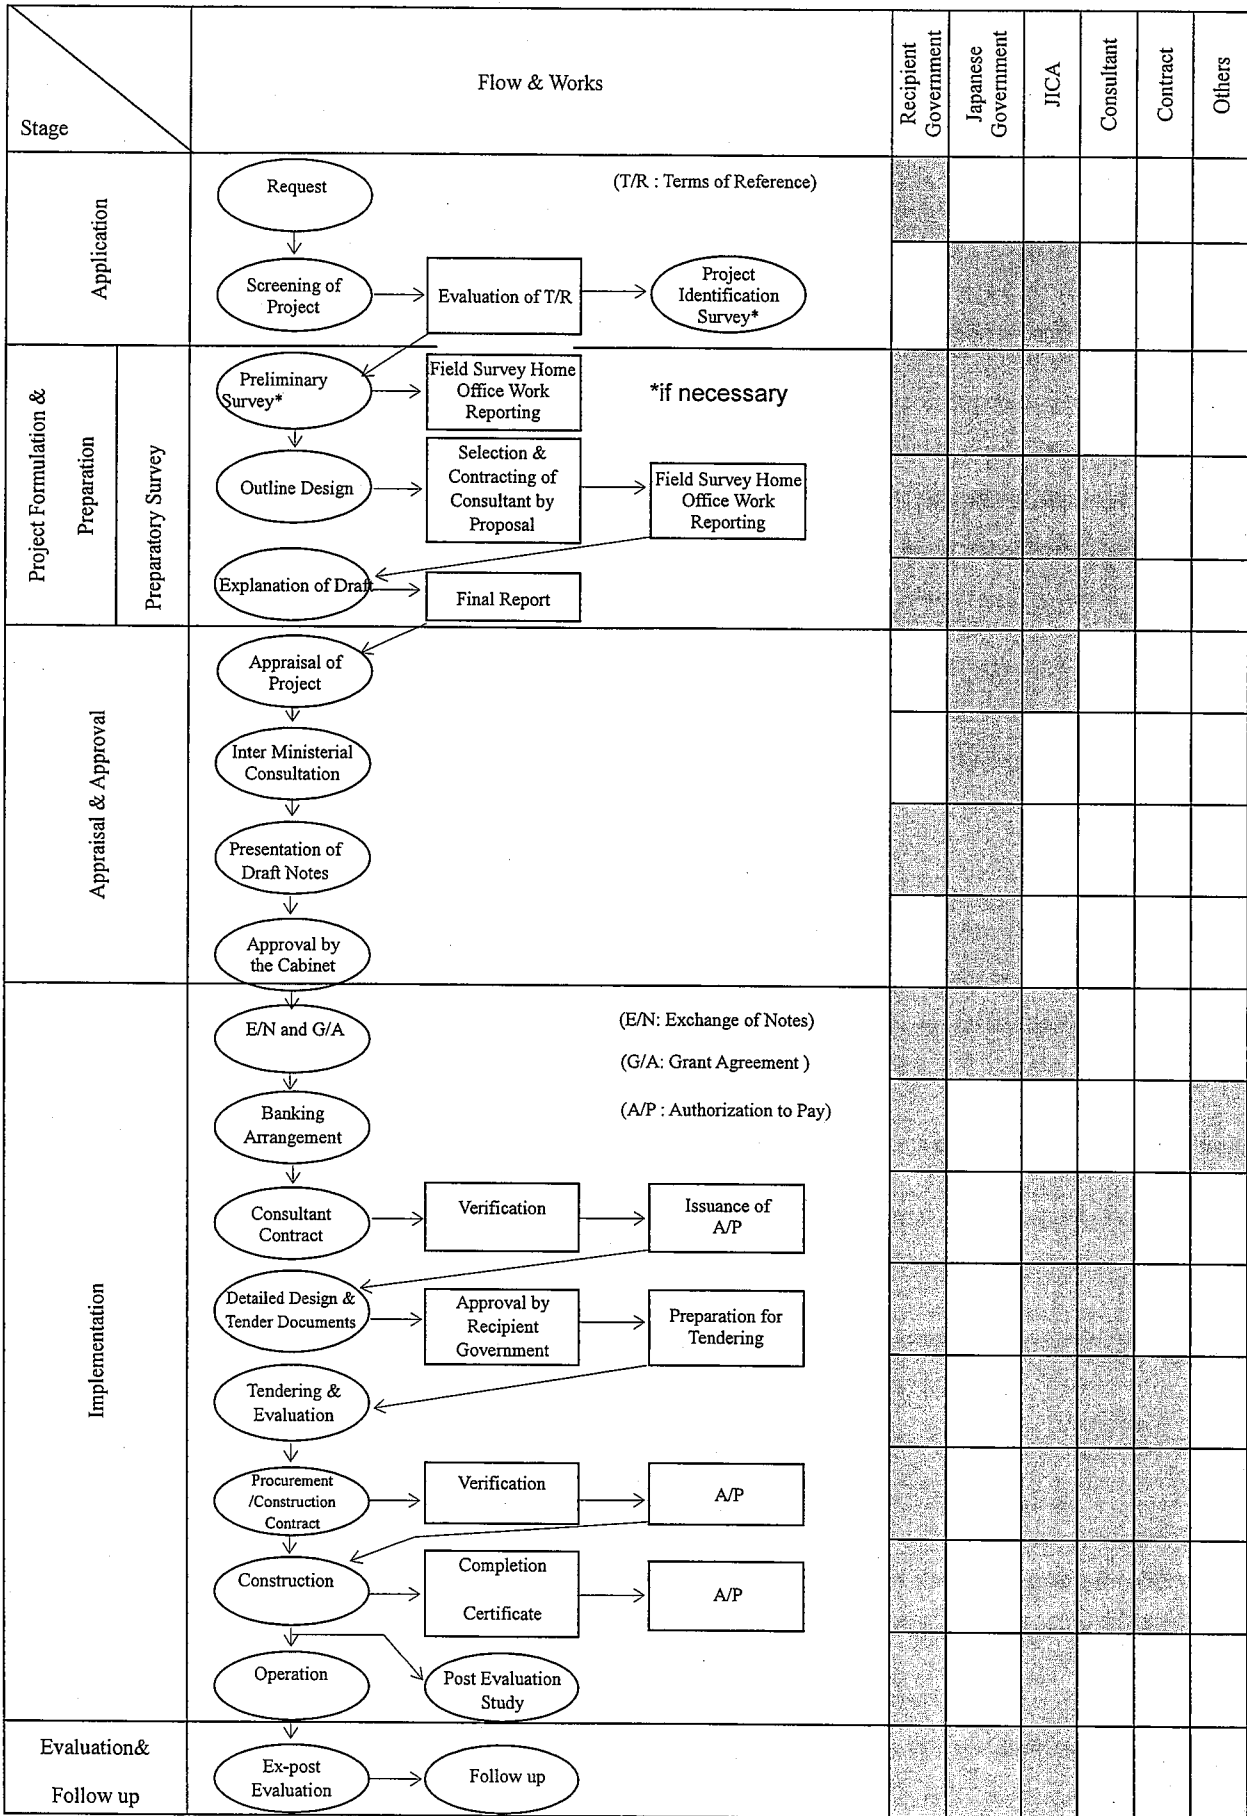 Stage
Flow & Works
Recipient
Government
Japanese
Government
JICA
Consultant
Contract
Others
Application
Request
(T/R : Terms of Reference)
Screening of
Project
Evaluation of T/R
Project
Identification
Survey*
Project Formulation &
Preparation
Preparatory Survey
Preliminary
Survey*
Field Survey Home
Office Work
Reporting
*if necessary
Outline Design
Selection &
Contracting of
Consultant by
Proposal
Field Survey Home
Office Work
Reporting
Explanation of Draft
Final Report
Appraisal & Approval
Appraisal of
Project
Inter Ministerial
Consultation
Presentation of
Draft Notes
Approval by
the Cabinet
Implementation
E/N and G/A
(E/N: Exchange of Notes)
(G/A: Grant Agreement )
(A/P : Authorization to Pay)
Banking
Arrangement
Consultant
Contract
Verification
Issuance of
A/P
Detailed Design &
Tender Documents
Approval by
Recipient
Government
Preparation for
Tendering
Tendering &
Evaluation
Procurement
/Construction
Contract
Verification
A/P
Construction
Completion
Certificate
A/P
Operation
Post Evaluation
Study
Evaluation&
Follow up
Ex-post
Evaluation
Follow up